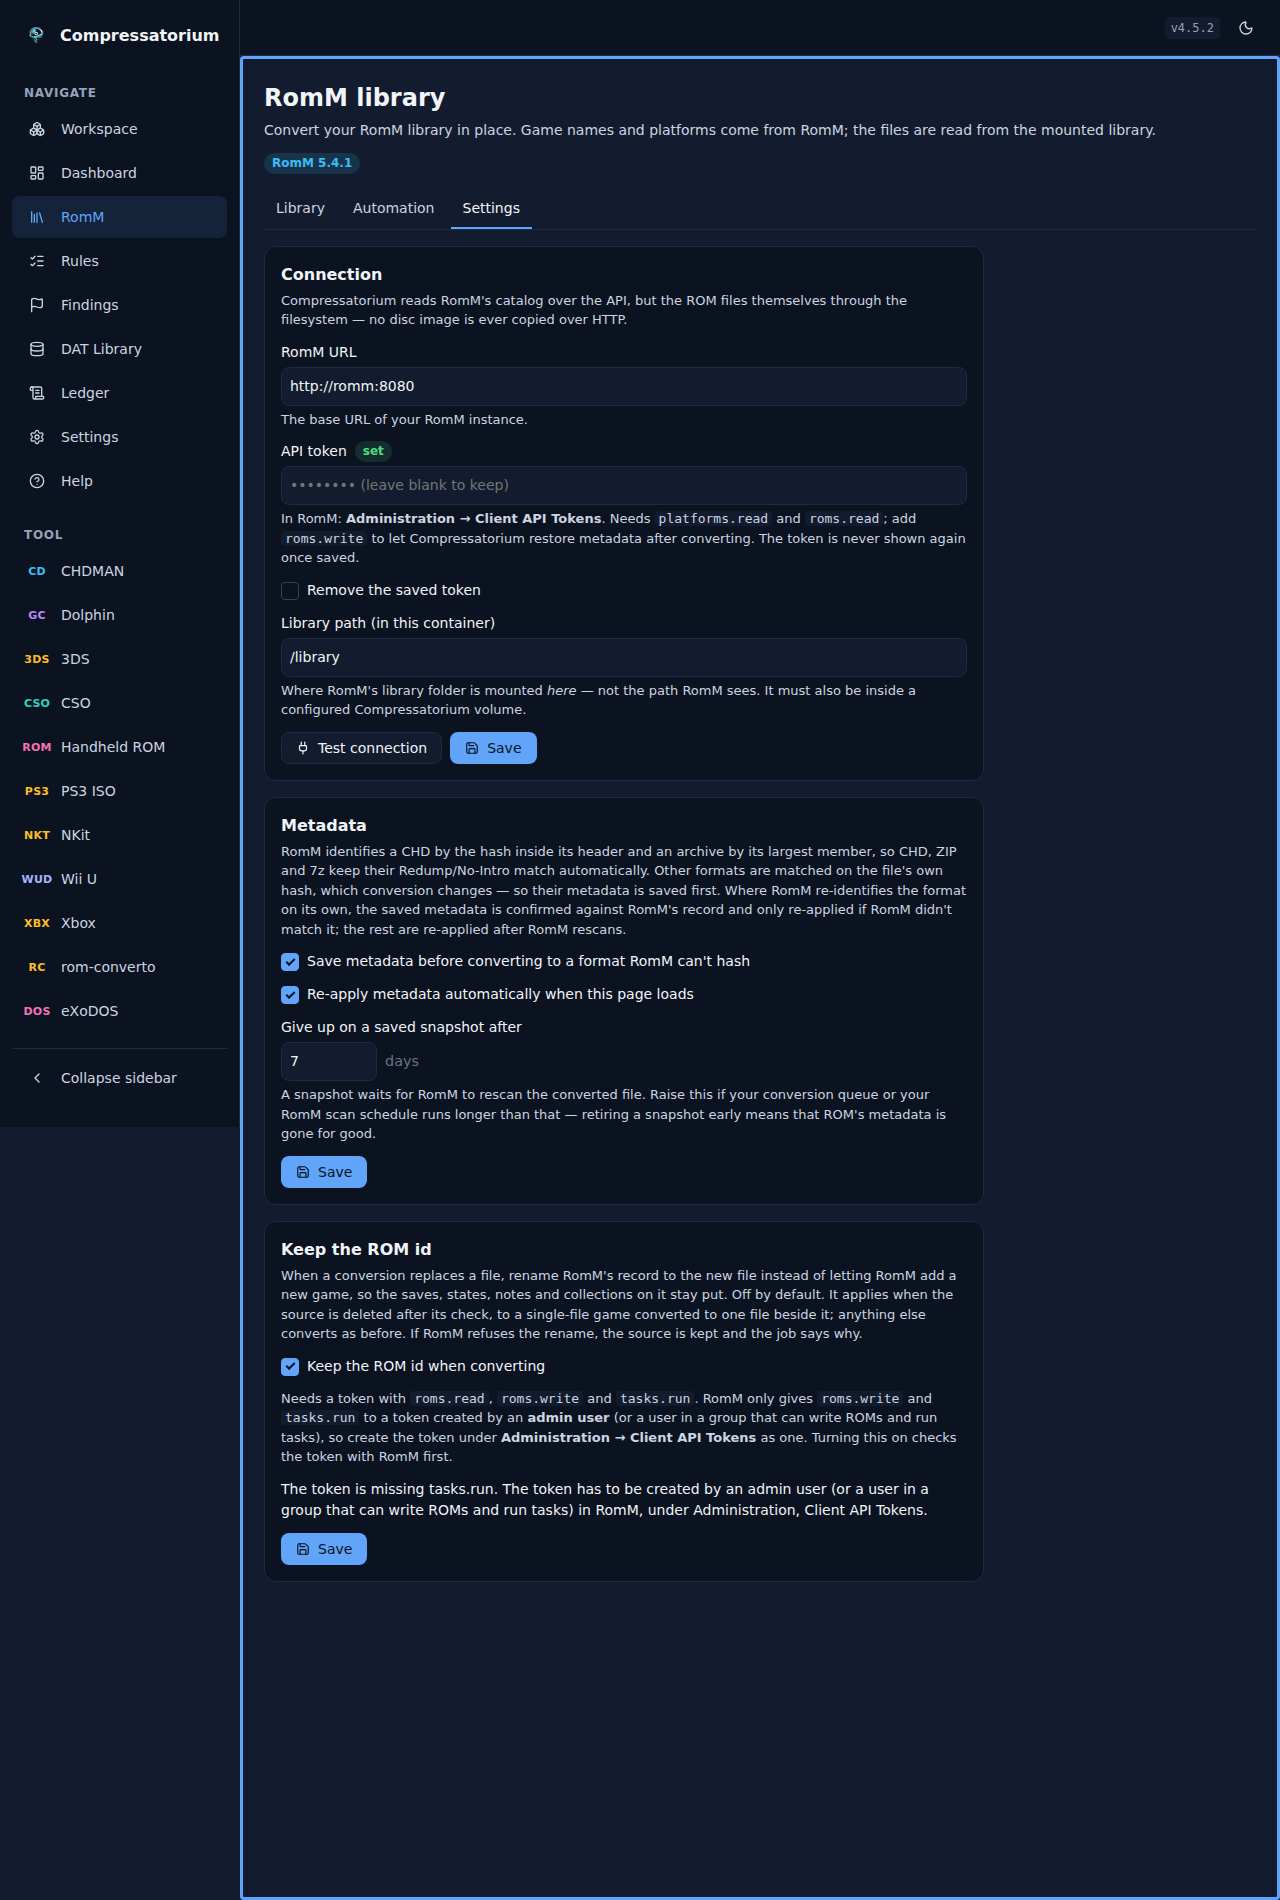 Compressatorium
v4.5.2
NAVIGATE
Workspace
Dashboard
RomM
Rules
Findings
DAT Library
Ledger
Settings
Help
TOOL
CD CHDMAN
GC Dolphin
3DS 3DS
CSO CSO
ROM Handheld ROM
PS3 PS3 ISO
NKT NKit
WUD Wii U
XBX Xbox
RC rom-converto
DOS eXoDOS
Collapse sidebar
RomM library
Convert your RomM library in place. Game names and platforms come from RomM; the files are read from the mounted library.
RomM 5.4.1
Library Automation Settings
Connection
Compressatorium reads RomM's catalog over the API, but the ROM files themselves through the
filesystem — no disc image is ever copied over HTTP.
RomM URL
http://romm:8080
The base URL of your RomM instance.
API token set
•••••••• (leave blank to keep)
In RomM: Administration → Client API Tokens. Needs platforms.read and roms.read; add
roms.write to let Compressatorium restore metadata after converting. The token is never shown again
once saved.
Remove the saved token
Library path (in this container)
/library
Where RomM's library folder is mounted here — not the path RomM sees. It must also be inside a
configured Compressatorium volume.
Test connection Save
Metadata
RomM identifies a CHD by the hash inside its header and an archive by its largest member, so CHD, ZIP
and 7z keep their Redump/No-Intro match automatically. Other formats are matched on the file's own
hash, which conversion changes — so their metadata is saved first. Where RomM re-identifies the format
on its own, the saved metadata is confirmed against RomM's record and only re-applied if RomM didn't
match it; the rest are re-applied after RomM rescans.
Save metadata before converting to a format RomM can't hash
Re-apply metadata automatically when this page loads
Give up on a saved snapshot after
7 days
A snapshot waits for RomM to rescan the converted file. Raise this if your conversion queue or your
RomM scan schedule runs longer than that — retiring a snapshot early means that ROM's metadata is
gone for good.
Save
Keep the ROM id
When a conversion replaces a file, rename RomM's record to the new file instead of letting RomM add a
new game, so the saves, states, notes and collections on it stay put. Off by default. It applies when the
source is deleted after its check, to a single-file game converted to one file beside it; anything else
converts as before. If RomM refuses the rename, the source is kept and the job says why.
Keep the ROM id when converting
Needs a token with roms.read, roms.write and tasks.run. RomM only gives roms.write and
tasks.run to a token created by an admin user (or a user in a group that can write ROMs and run
tasks), so create the token under Administration → Client API Tokens as one. Turning this on checks
the token with RomM first.
The token is missing tasks.run. The token has to be created by an admin user (or a user in a
group that can write ROMs and run tasks) in RomM, under Administration, Client API Tokens.
Save